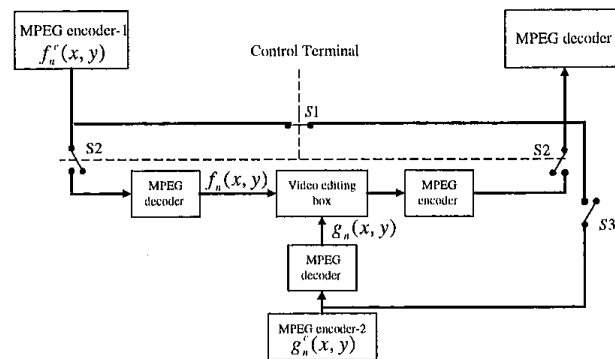 MPEG encoder-1
f_n^c(x, y)
Control Terminal
MPEG decoder
S1
S2
S2
MPEG
decoder
f_n(x, y)
Video editing
box
MPEG
encoder
g_n(x, y)
S3
MPEG
decoder
MPEG encoder-2
g_n^c(x, y)